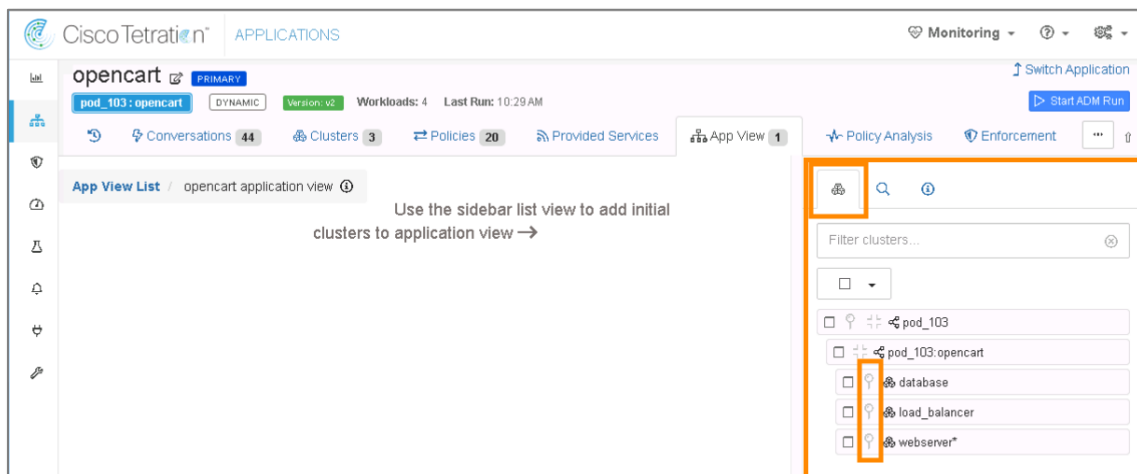 Cisco Tetration™ APPLICATIONS Monitoring
opencart PRIMARY
Switch Application
pod_103 : opencart DYNAMIC Version: v2 Workloads: 4 Last Run: 10:29 AM
Start ADM Run
Conversations 44 Clusters 3 Policies 20 Provided Services App View 1 Policy Analysis Enforcement ...
App View List / opencart application view
Use the sidebar list view to add initial
clusters to application view →
Filter clusters...
pod_103
pod_103:opencart
database
load_balancer
webserver*